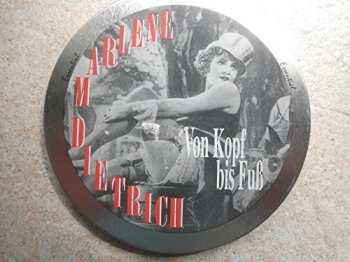 MARLENE
DIETRICH
Von Kopf
bis Fuß